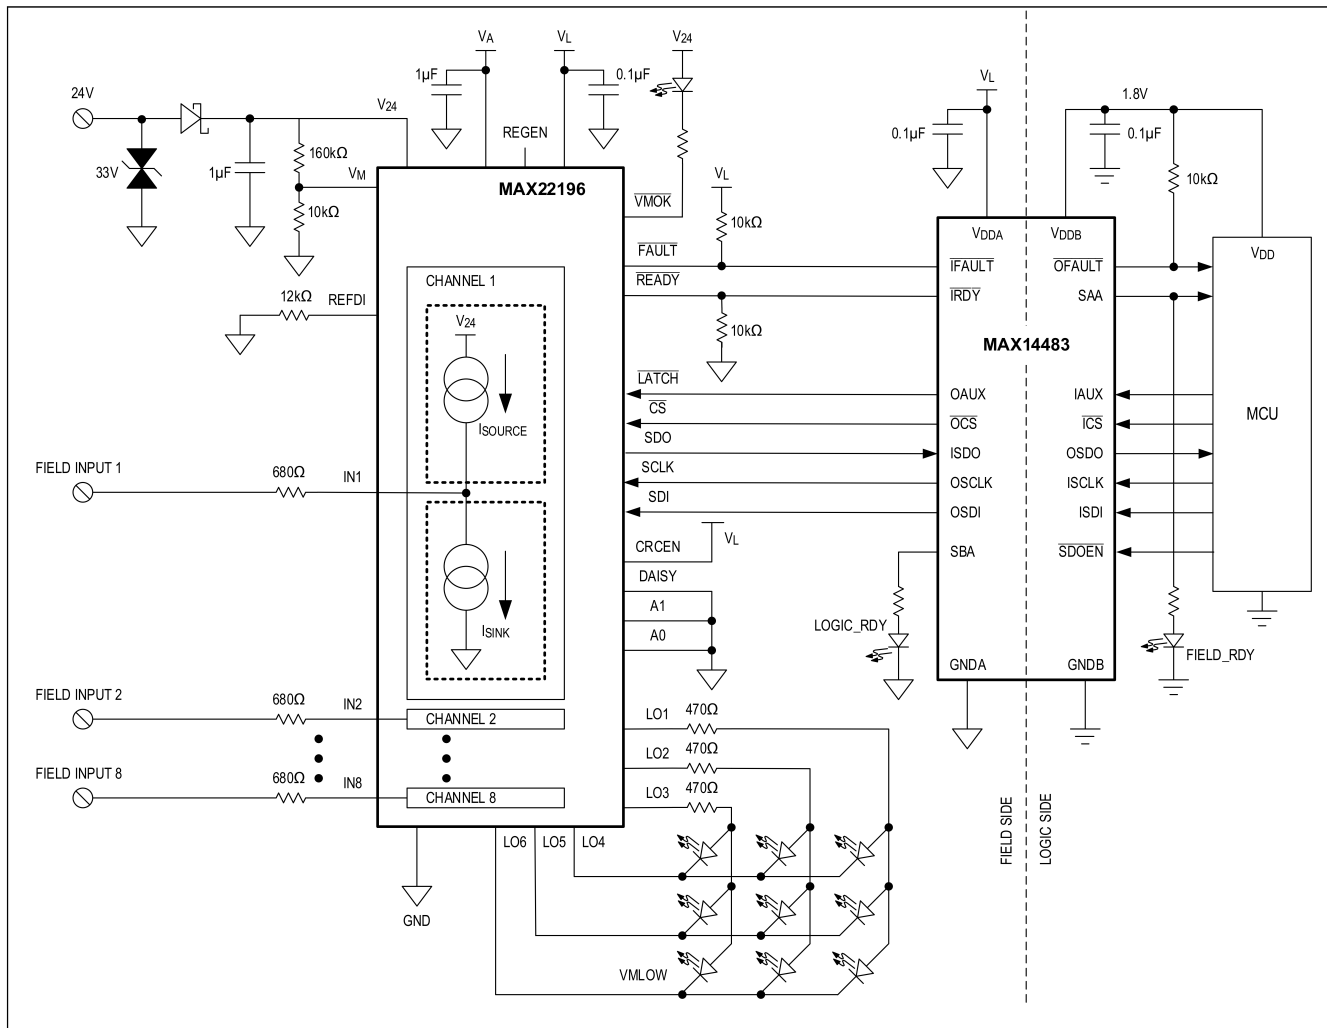 VA
VL
V24
1µF
0.1µF
24V
V24
REGEN
VL
1.8V
0.1µF
0.1µF
33V
1µF
160kΩ
VM
10kΩ
MAX22196
VMOK
VL
10kΩ
10kΩ
FAULT
READY
10kΩ
VDDA
VDDB
VDD
IFAULT
OFAULT
IRDY
SAA
12kΩ
REFDI
CHANNEL 1
V24
ISOURCE
MAX14483
LATCH
CS
SDO
SCLK
SDI
OAUX
IAUX
OCS
ICS
ISDO
OSDO
OSCLK
ISCLK
OSDI
ISDI
SBA
SDOEN
MCU
FIELD INPUT 1
680Ω
IN1
CRCEN
VL
DAISY
A1
A0
ISINK
LOGIC_RDY
FIELD_RDY
GNDA
GNDB
FIELD INPUT 2
680Ω
IN2
CHANNEL 2
LO1
470Ω
LO2
470Ω
FIELD INPUT 8
680Ω
IN8
CHANNEL 8
LO3
470Ω
LO6
LO5
LO4
GND
VMLOW
FIELD SIDE
LOGIC SIDE